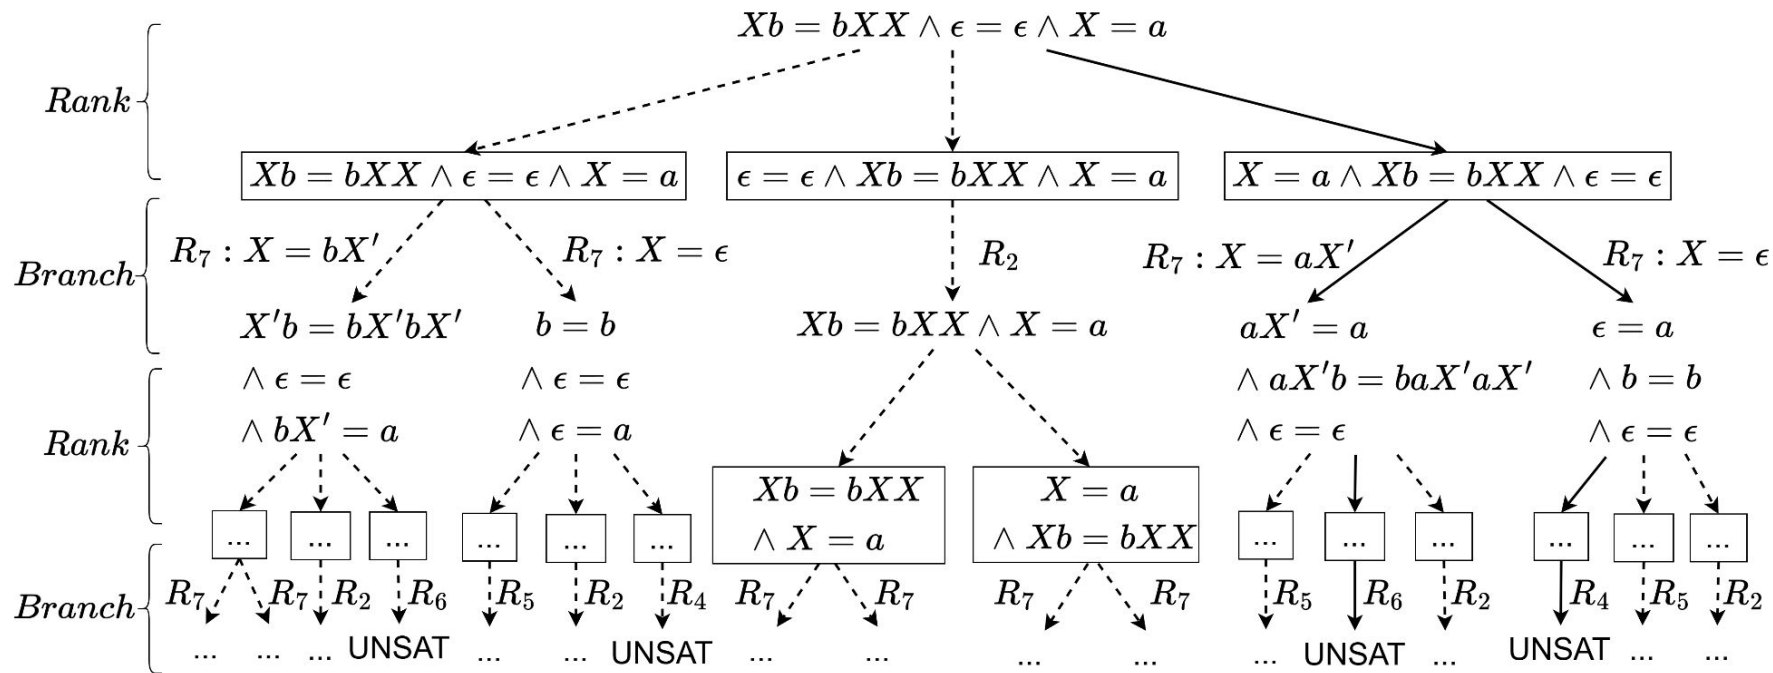 Xb = bXX ∧ ϵ = ϵ ∧ X = a
Rank
Xb = bXX ∧ ϵ = ϵ ∧ X = a
ϵ = ϵ ∧ Xb = bXX ∧ X = a
X = a ∧ Xb = bXX ∧ ϵ = ϵ
Branch
R₇ : X = bX′
R₇ : X = ϵ
R₂
R₇ : X = aX′
R₇ : X = ϵ
X′b = bX′bX′
∧ ϵ = ϵ
∧ bX′ = a
b = b
∧ ϵ = ϵ
∧ ϵ = a
Xb = bXX ∧ X = a
aX′ = a
∧ aX′b = baX′aX′
∧ ϵ = ϵ
ϵ = a
∧ b = b
∧ ϵ = ϵ
Rank
... ... ...
... ... ...
Xb = bXX
∧ X = a
X = a
∧ Xb = bXX
... ... ...
... ... ...
Branch
R₇ R₇ R₂ R₆ R₅ R₂ R₄ R₇ R₇ R₇ R₇ R₅ R₆ R₂ R₄ R₅ R₂
... ... ... UNSAT ... ... UNSAT ... ... ... ... ... UNSAT ... UNSAT ... ...